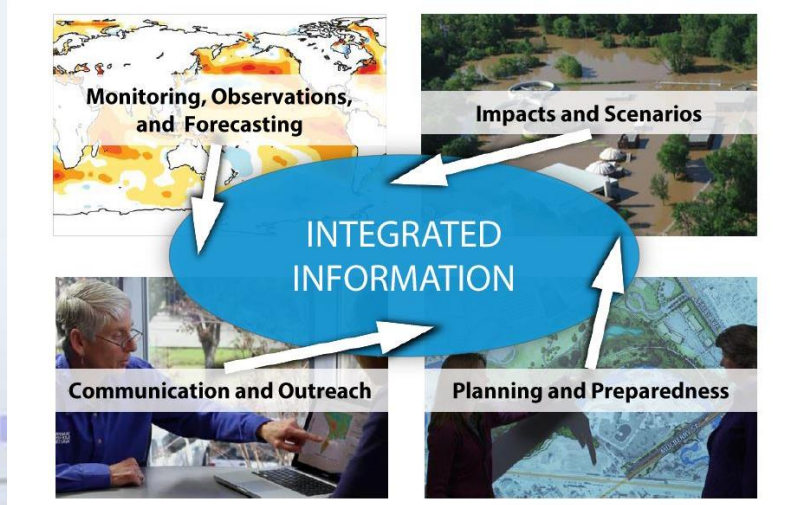 Monitoring, Observations,
and Forecasting
Impacts and Scenarios
INTEGRATED
INFORMATION
Communication and Outreach
Planning and Preparedness